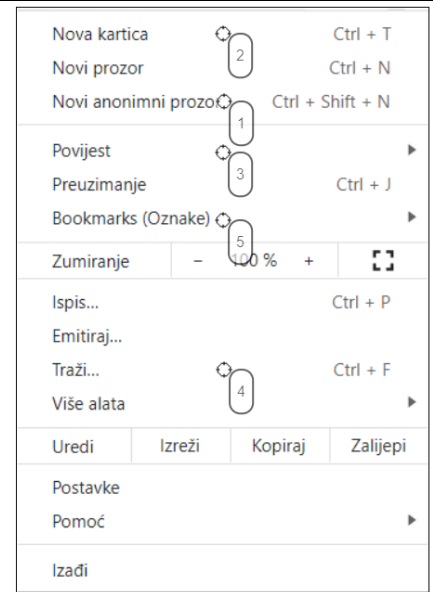 Nova kartica Ctrl + T
2
Novi prozor Ctrl + N
Novi anonimni prozor Ctrl + Shift + N
1
Povijest
3
Preuzimanje Ctrl + J
Bookmarks (Oznake)
5
Zumiranje − 100 % +
Ispis... Ctrl + P
Emitiraj...
Traži... Ctrl + F
4
Više alata
Uredi Izreži Kopiraj Zalijepi
Postavke
Pomoć
Izađi